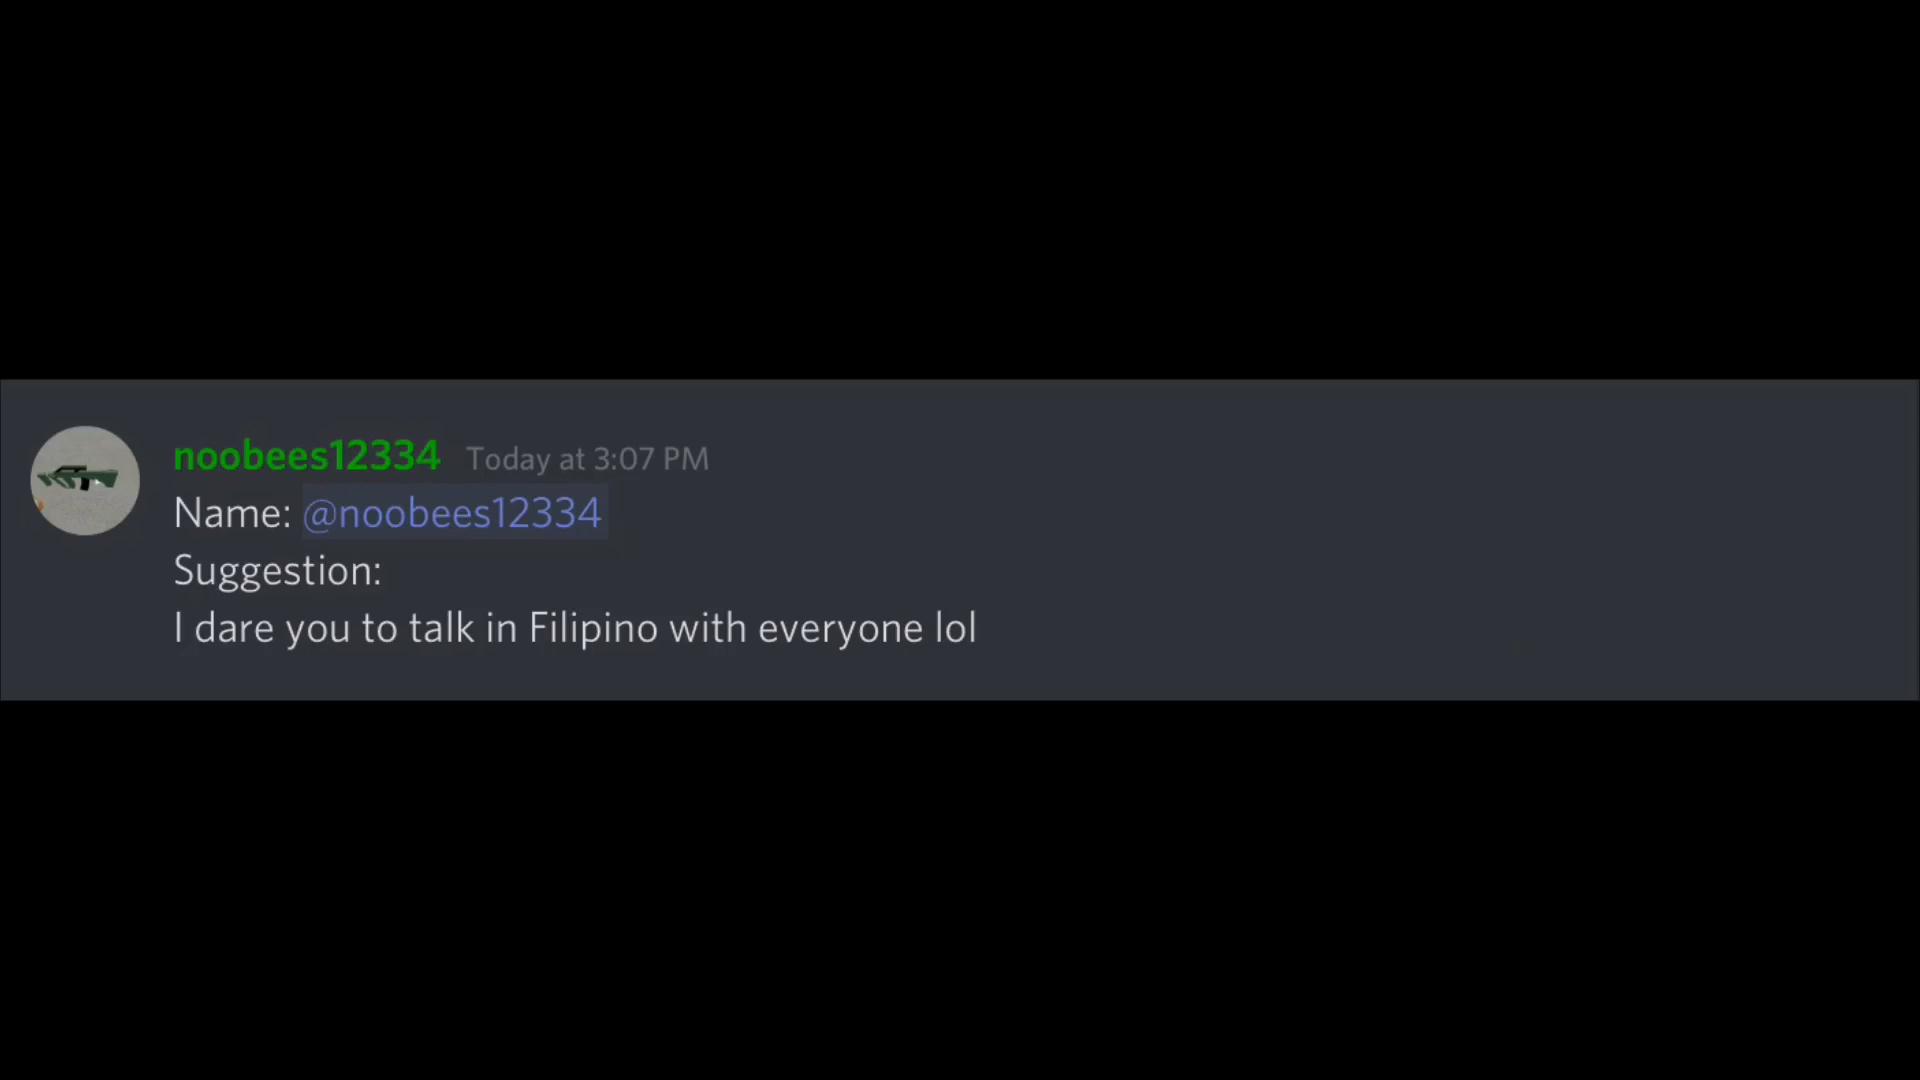 noobees12334 Today at 3:07 PM
Name: @noobees12334
Suggestion:
I dare you to talk in Filipino with everyone lol